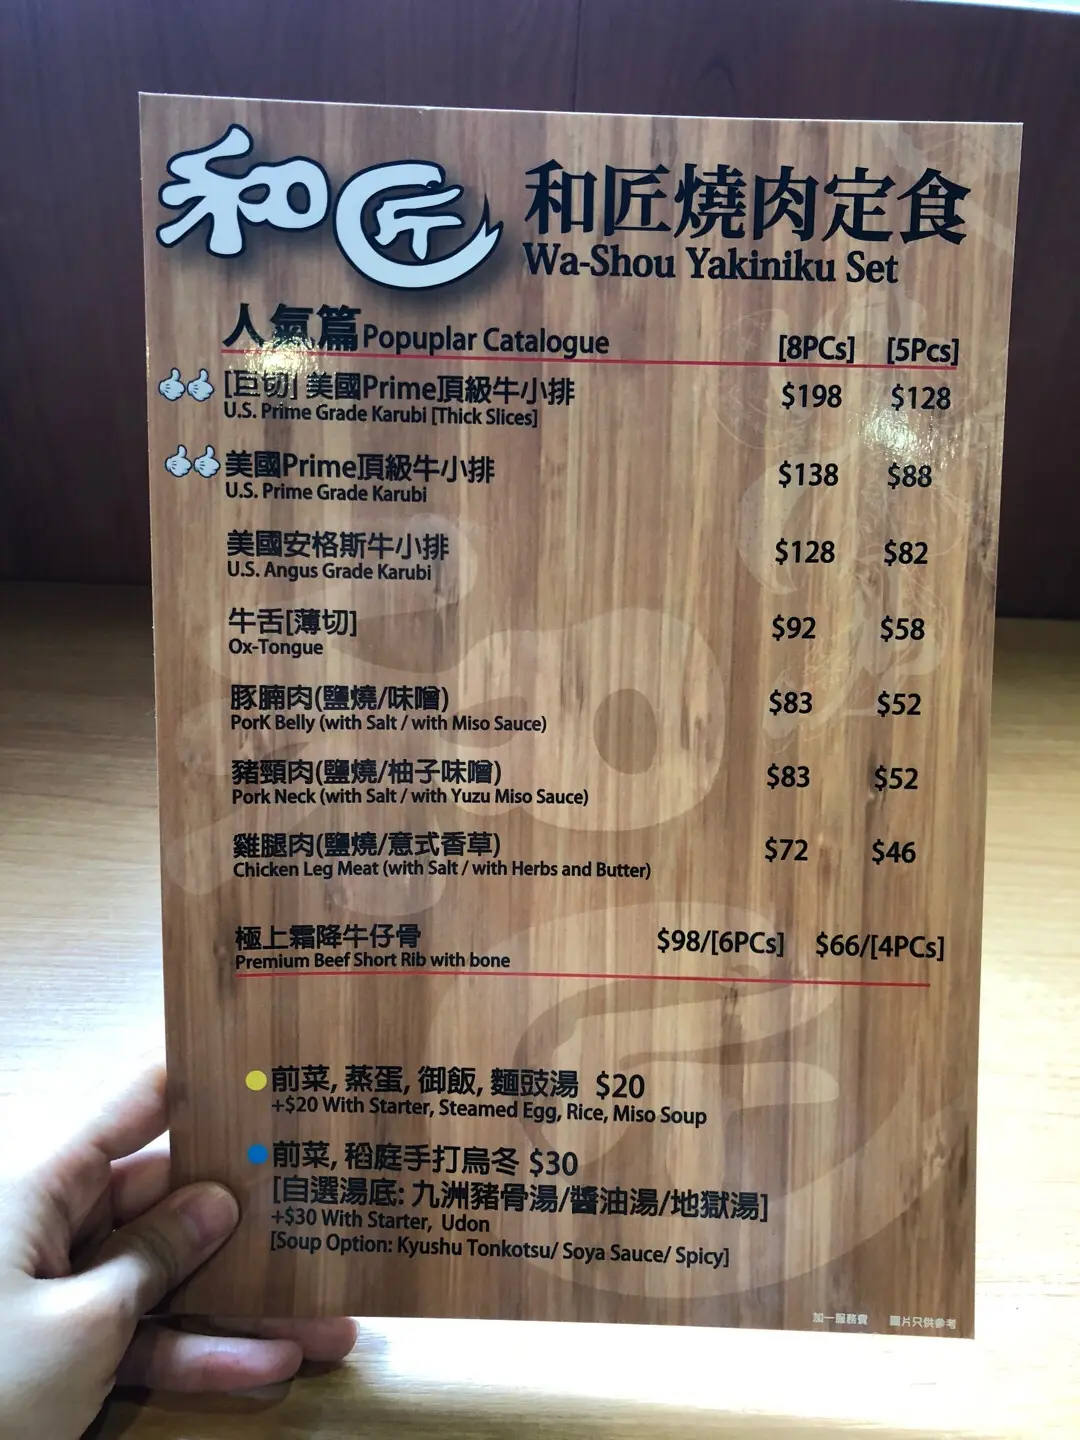 和匠 和匠燒肉定食
Wa-Shou Yakiniku Set
人氣篇Popuplar Catalogue [8PCs] [5Pcs]
[巨切] 美國Prime頂級牛小排 $198 $128
U.S. Prime Grade Karubi [Thick Slices]
美國Prime頂級牛小排 $138 $88
U.S. Prime Grade Karubi
美國安格斯牛小排 $128 $82
U.S. Angus Grade Karubi
牛舌[薄切] $92 $58
Ox-Tongue
豚腩肉(鹽燒/味噌) $83 $52
PorK Belly (with Salt / with Miso Sauce)
豬頸肉(鹽燒/柚子味噌) $83 $52
Pork Neck (with Salt / with Yuzu Miso Sauce)
雞腿肉(鹽燒/意式香草) $72 $46
Chicken Leg Meat (with Salt / with Herbs and Butter)
極上霜降牛仔骨 $98/[6PCs] $66/[4PCs]
Premium Beef Short Rib with bone
前菜, 蒸蛋, 御飯, 麵豉湯 $20
+$20 With Starter, Steamed Egg, Rice, Miso Soup
前菜, 稻庭手打烏冬 $30
[自選湯底: 九洲豬骨湯/醬油湯/地獄湯]
+$30 With Starter, Udon
[Soup Option: Kyushu Tonkotsu/ Soya Sauce/ Spicy]
加一服務費 圖片只供參考